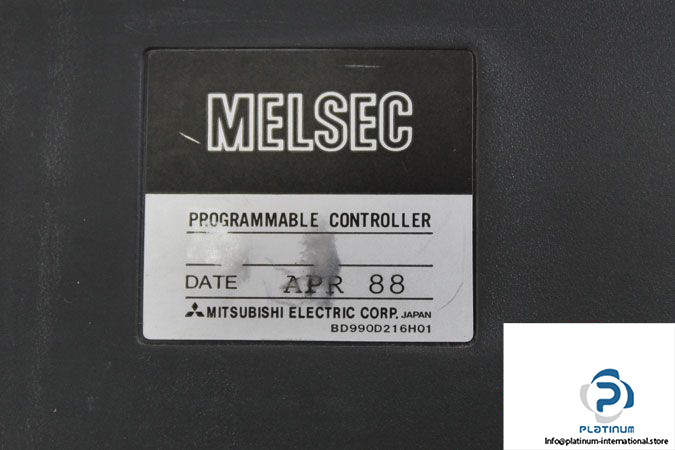 MELSEC
PROGRAMMABLE CONTROLLER
DATE APR 88
MITSUBISHI ELECTRIC CORP. JAPAN
BD990D216H01
PLATINUM
Info@platinum-international.store